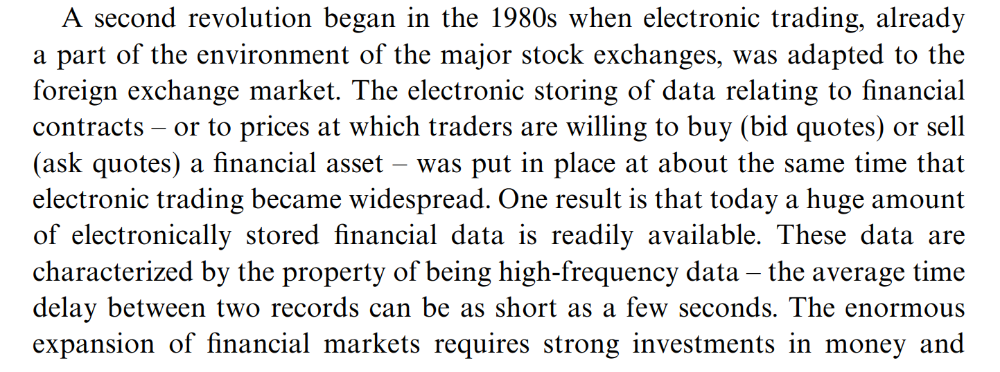 A second revolution began in the 1980s when electronic trading, already
a part of the environment of the major stock exchanges, was adapted to the
foreign exchange market. The electronic storing of data relating to financial
contracts – or to prices at which traders are willing to buy (bid quotes) or sell
(ask quotes) a financial asset – was put in place at about the same time that
electronic trading became widespread. One result is that today a huge amount
of electronically stored financial data is readily available. These data are
characterized by the property of being high-frequency data – the average time
delay between two records can be as short as a few seconds. The enormous
expansion of financial markets requires strong investments in money and